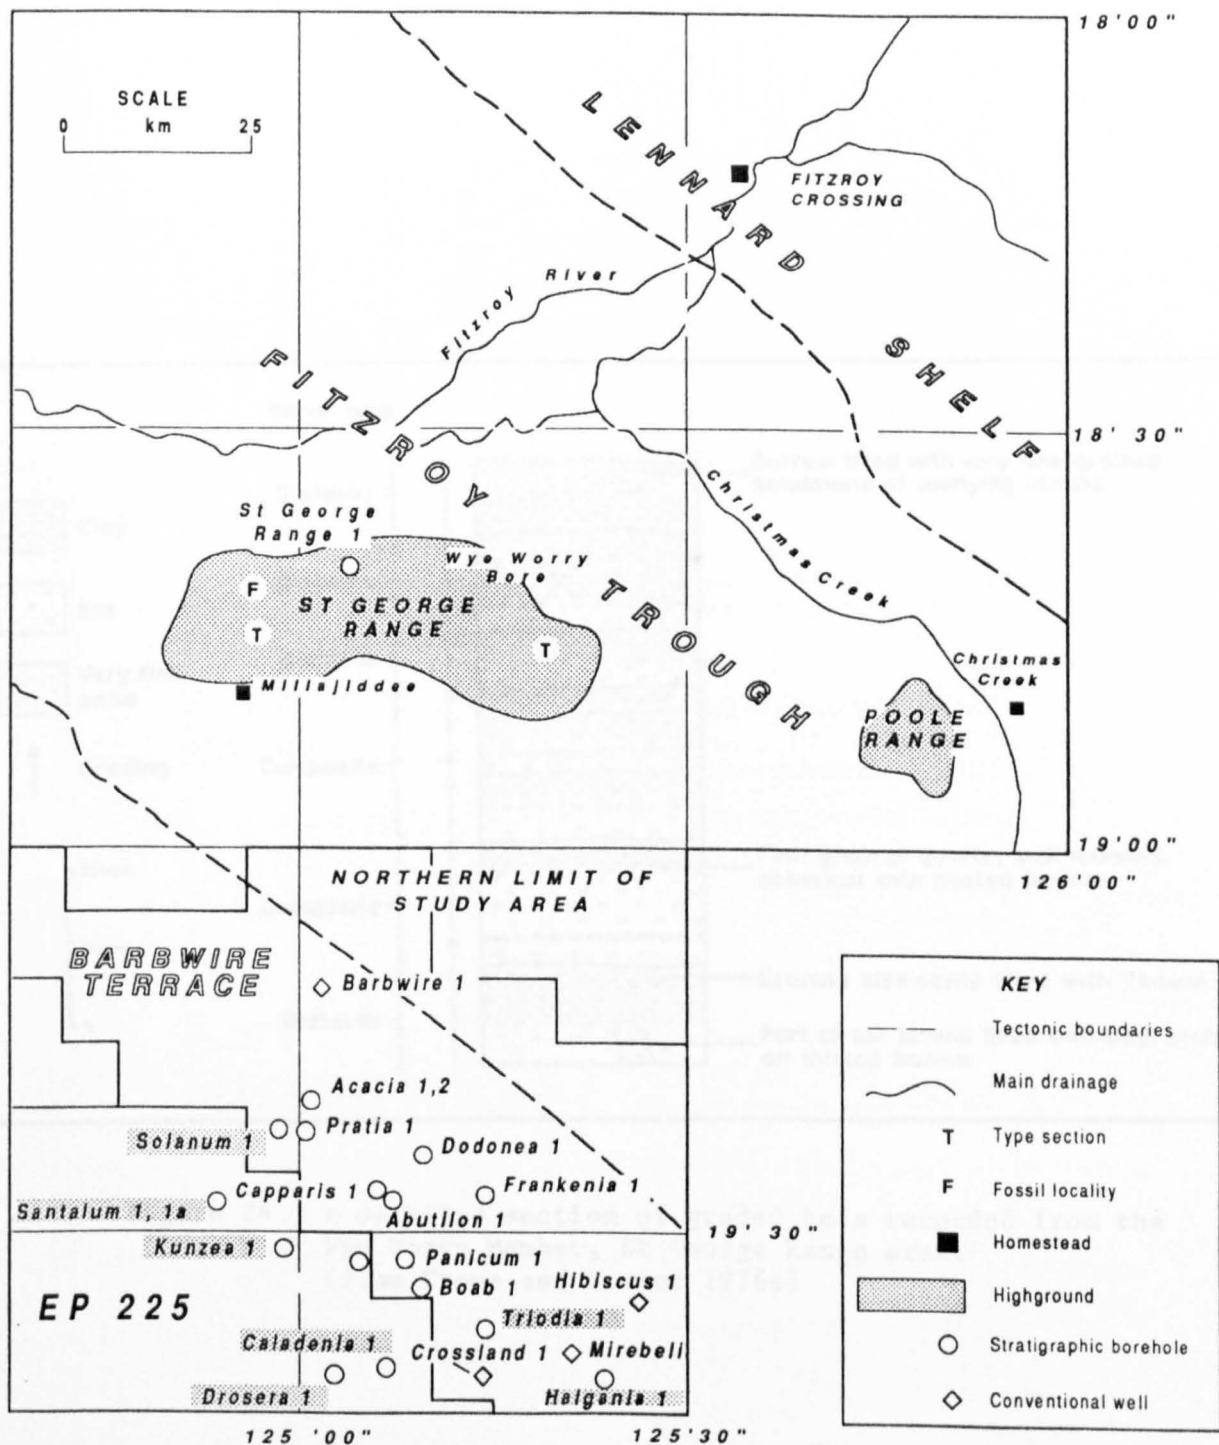 18'00"
SCALE
0 km 25
LENNARD SHELF
FITZROY
CROSSING
Fitzroy River
FITZROY TROUGH
18' 30"
St George
Range 1
Wye Worry
Bore
F
ST GEORGE
RANGE
T
T
Christmas Creek
Millajiddee
Christmas
Creek
POOLE
RANGE
19'00"
126'00"
NORTHERN LIMIT OF
STUDY AREA
BARBWIRE
TERRACE
Barbwire 1
Acacia 1,2
Solanum 1
Pratia 1
Dodonea 1
Capparis 1
Frankenia 1
Santalum 1, 1a
Abutilon 1
19'30
Kunzea 1
Panicum 1
Hibiscus 1
Boab 1
EP 225
Triodia 1
Caladenia 1
Crossland 1
Mirebeli
Drosera 1
Halgania 1
125 '00"
125'30"
KEY
Tectonic boundaries
Main drainage
T Type section
F Fossil locality
Homestead
Highground
Stratigraphic borehole
Conventional well